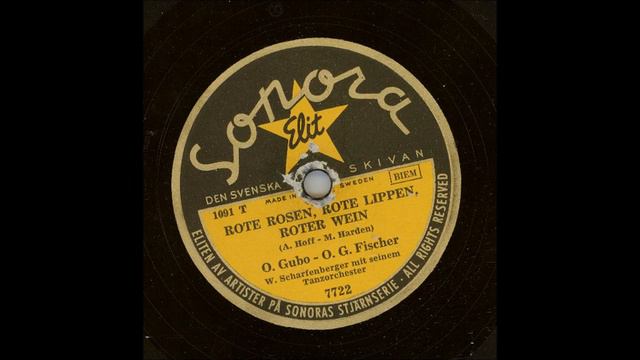 Sonora
Elit
DEN SVENSKA SKIVAN
MADE IN SWEDEN
1091 T
BIEM
ROTE ROSEN, ROTE LIPPEN,
ROTER WEIN
(A. Hoff - M. Harden)
O. Gubo - O. G. Fischer
W. Scharfenberger mit seinem
Tanzorchester
7722
ELITEN AV ARTISTER PÅ SONORAS STJÄRNSERIE · ALL RIGHTS RESERVED